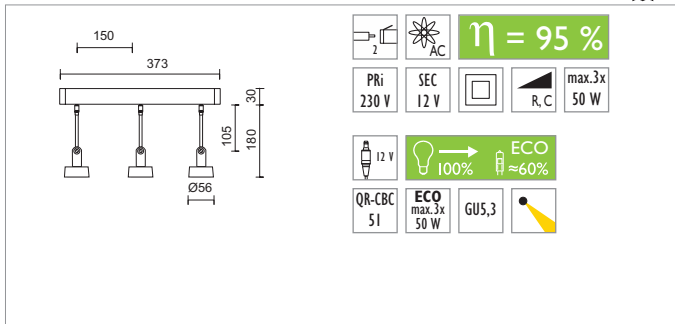 150
373
30
105
180
Ø56
2
AC
η = 95 %
PRi
230 V
SEC
12 V
R, C
max.3x
50 W
12 V
100%
ECO
≈60%
QR-CBC
51
ECO
max.3x
50 W
GU5,3